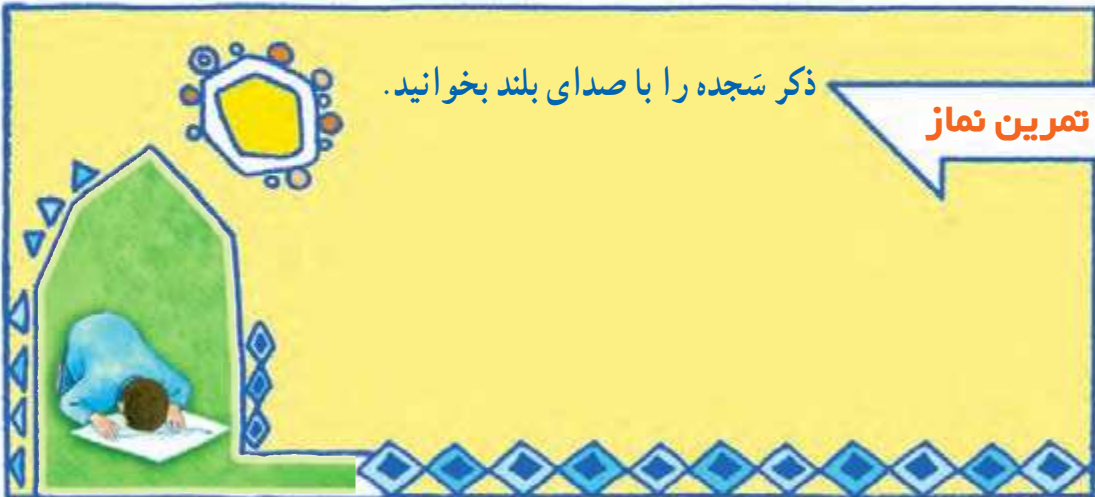 تمرین نماز
ذکر سَجده را با صدای بلند بخوانید.